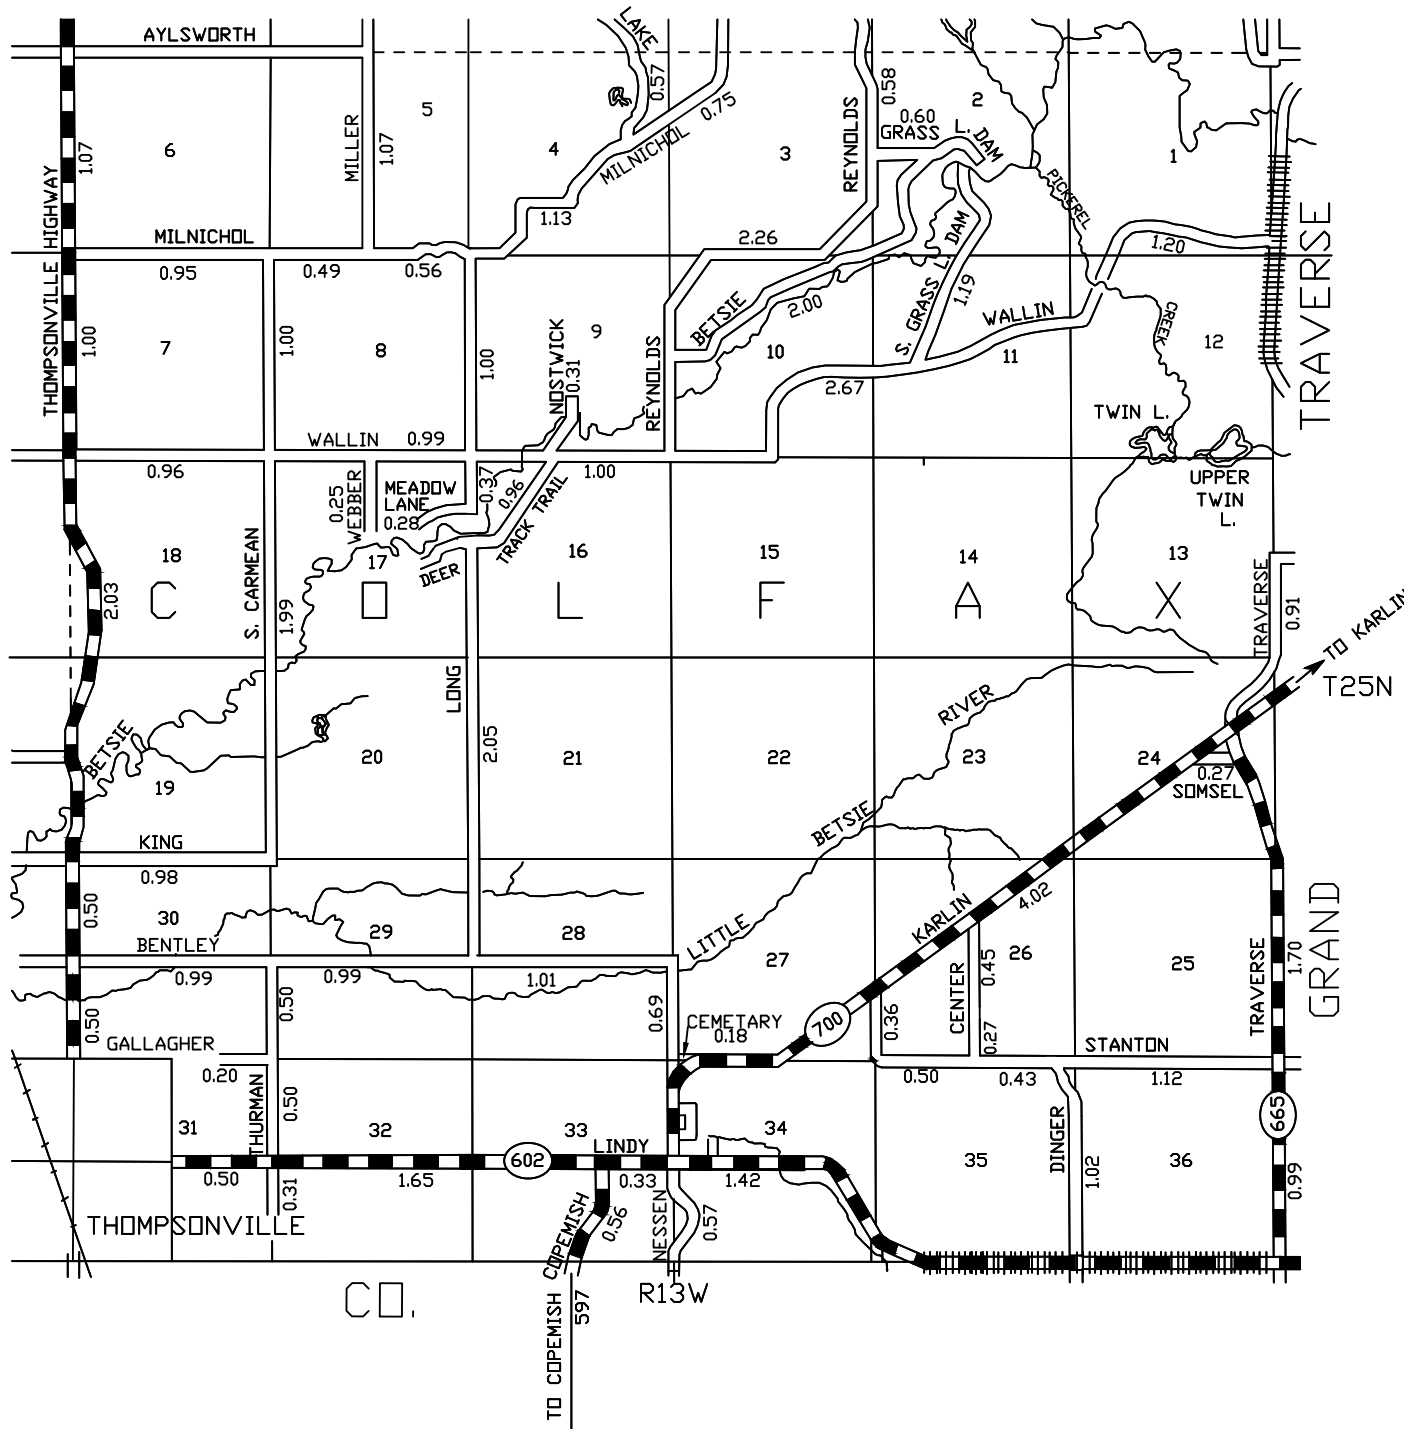 AYLSWORTH
LAKE
0.57
0.75
0.58
2
0.60
GRASS L. DAM
5
6
1.07
MILLER
1.07
4
MILNICHOL
3
REYNOLDS
1
PICKEREL
THOMPSONVILLE HIGHWAY
MILNICHOL
1.13
2.26
1.20
TRAVERSE
0.95
0.49
0.56
BETSIE
2.00
S. GRASS L. DAM
1.19
WALLIN
CREEK
7
1.00
1.00
8
1.00
9
NOSTWICK
0.31
REYNOLDS
10
11
12
2.67
TWIN L.
WALLIN
0.99
0.96
1.00
UPPER
TWIN
L.
0.25
WEBBER
MEADOW
LANE
0.28
0.37
0.96
DEER TRACK TRAIL
18
17
16
15
14
13
C O L F A X
2.03
S. CARMEAN
1.99
TRAVERSE
0.91
TO KARLIN
T25N
LONG
BETSIE
RIVER
19
20
2.05
21
22
23
24
0.27
SOMSEL
BETSIE
KING
0.98
0.50
30
BENTLEY
29
28
LITTLE
27
KARLIN
4.02
26
25
GRAND
0.99
0.99
1.01
0.50
0.50
0.69
CENTER
0.45
TRAVERSE
1.70
GALLAGHER
CEMETARY
0.18
700
0.36
0.27
STANTON
0.20
0.50
0.43
1.12
THURMAN
0.50
31
32
33
LINDY
34
35
DINGER
36
665
602
0.50
1.65
0.33
1.42
1.02
0.99
0.31
THOMPSONVILLE
COPEMISH
0.56
NESSEN
0.57
CO.
R13W
TO COPEMISH
597